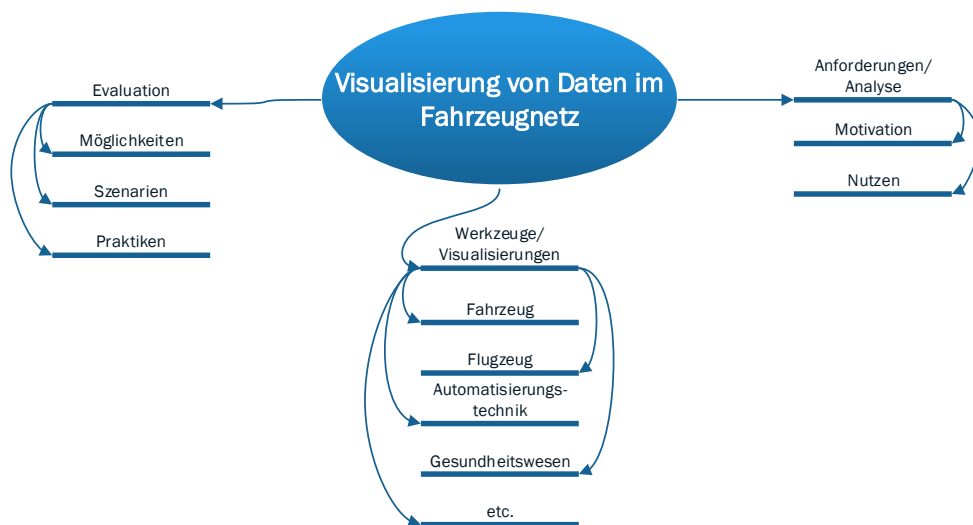 Visualisierung von Daten im
Fahrzeugnetz
Evaluation
Möglichkeiten
Szenarien
Praktiken
Werkzeuge/
Visualisierungen
Fahrzeug
Flugzeug
Automatisierungs-
technik
Gesundheitswesen
etc.
Anforderungen/
Analyse
Motivation
Nutzen